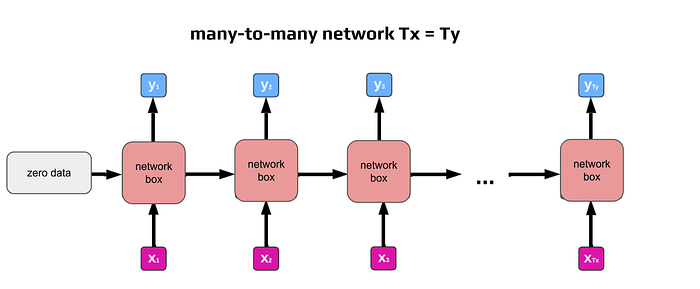 many-to-many network Tx = Ty
y1 y2 y3 yTy
zero data
network box
network box
network box
...
network box
x1 x2 x3 xTx